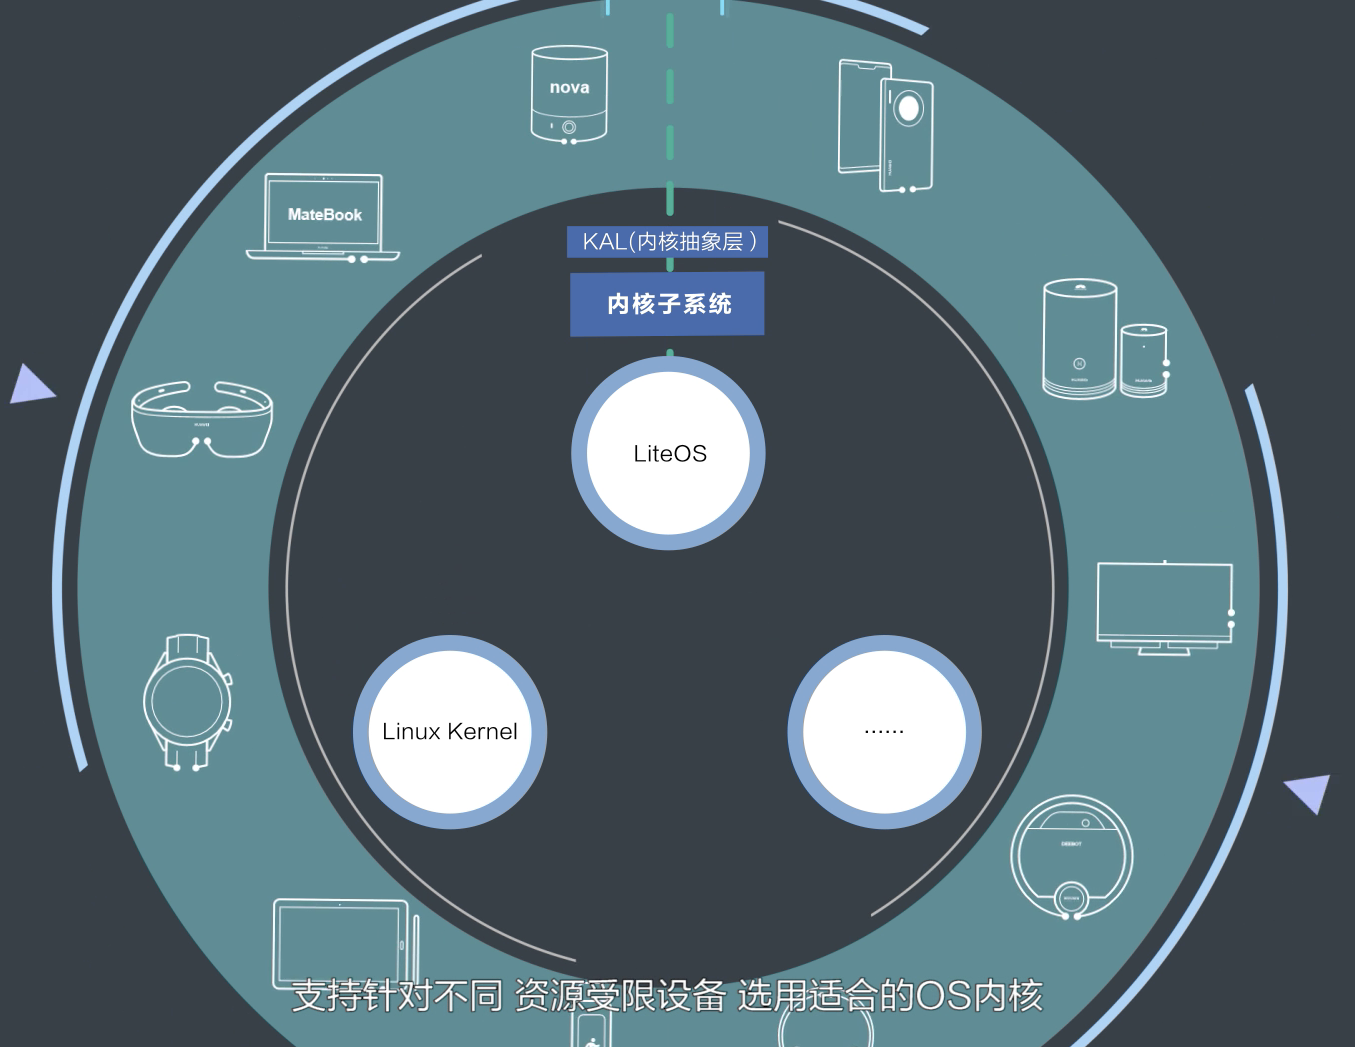 nova
MateBook
KAL(内核抽象层 )
内核子系统
LiteOS
Linux Kernel
......
DEEBOT
支持针对不同 资源受限设备 选用适合的OS内核